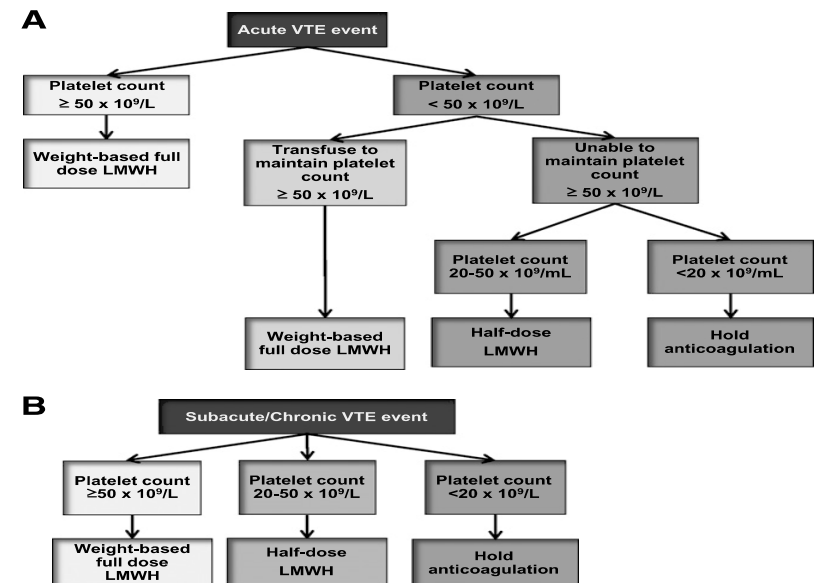 A
Acute VTE event
Platelet count
≥ 50 x 10⁹/L
Platelet count
< 50 x 10⁹/L
Weight-based full
dose LMWH
Transfuse to
maintain platelet
count
≥ 50 x 10⁹/L
Unable to
maintain platelet
count
≥ 50 x 10⁹/L
Platelet count
20-50 x 10⁹/mL
Platelet count
<20 x 10⁹/mL
Weight-based
full dose LMWH
Half-dose
LMWH
Hold
anticoagulation
B
Subacute/Chronic VTE event
Platelet count
≥50 x 10⁹/L
Platelet count
20-50 x 10⁹/L
Platelet count
<20 x 10⁹/L
Weight-based
full dose
LMWH
Half-dose
LMWH
Hold
anticoagulation